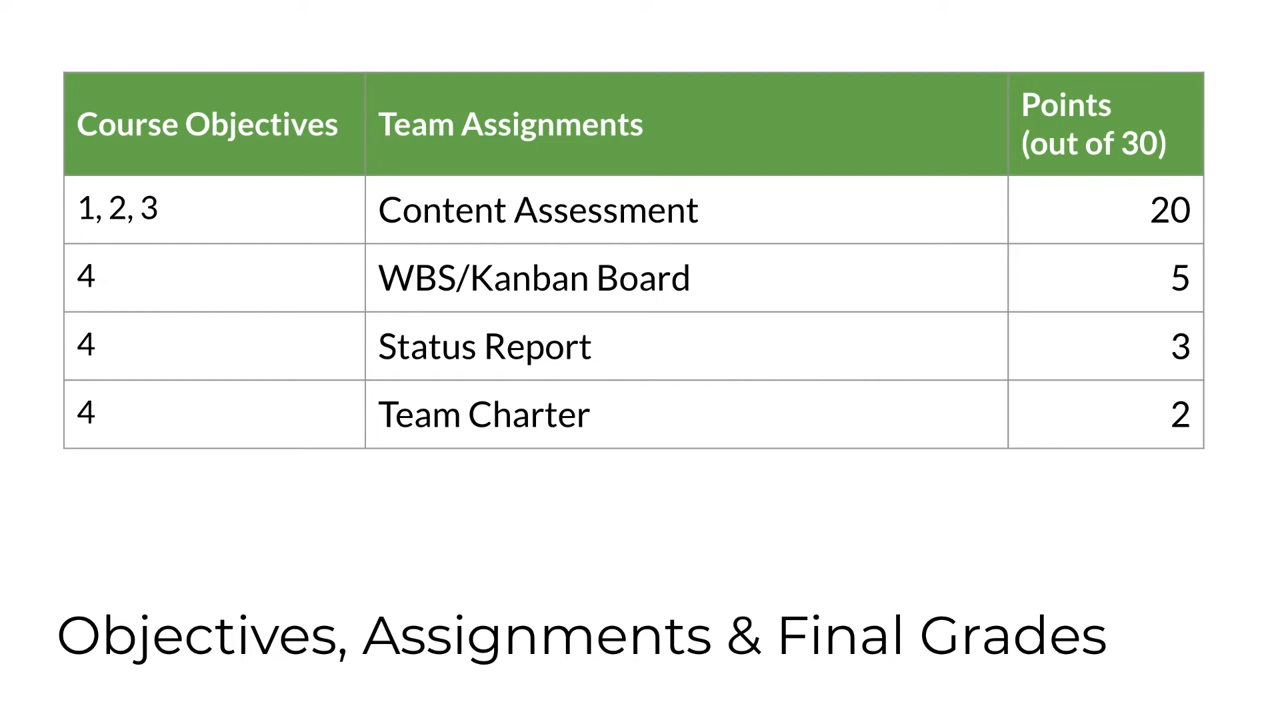 Course Objectives Team Assignments Points (out of 30)
1, 2, 3 Content Assessment 20
4 WBS/Kanban Board 5
4 Status Report 3
4 Team Charter 2
Objectives, Assignments & Final Grades